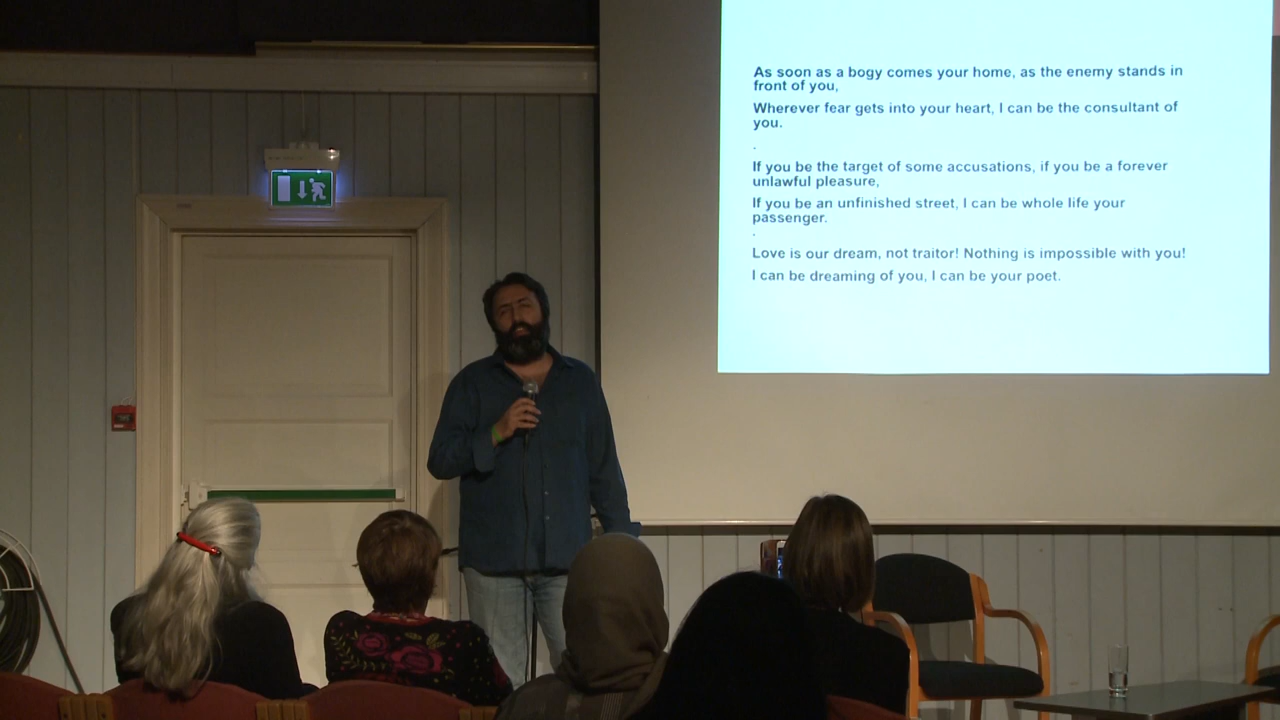 As soon as a bogy comes your home, as the enemy stands in
front of you,
Wherever fear gets into your heart, I can be the consultant of
you.
.
If you be the target of some accusations, if you be a forever
unlawful pleasure,
If you be an unfinished street, I can be whole life your
passenger.
.
Love is our dream, not traitor! Nothing is impossible with you!
I can be dreaming of you, I can be your poet.